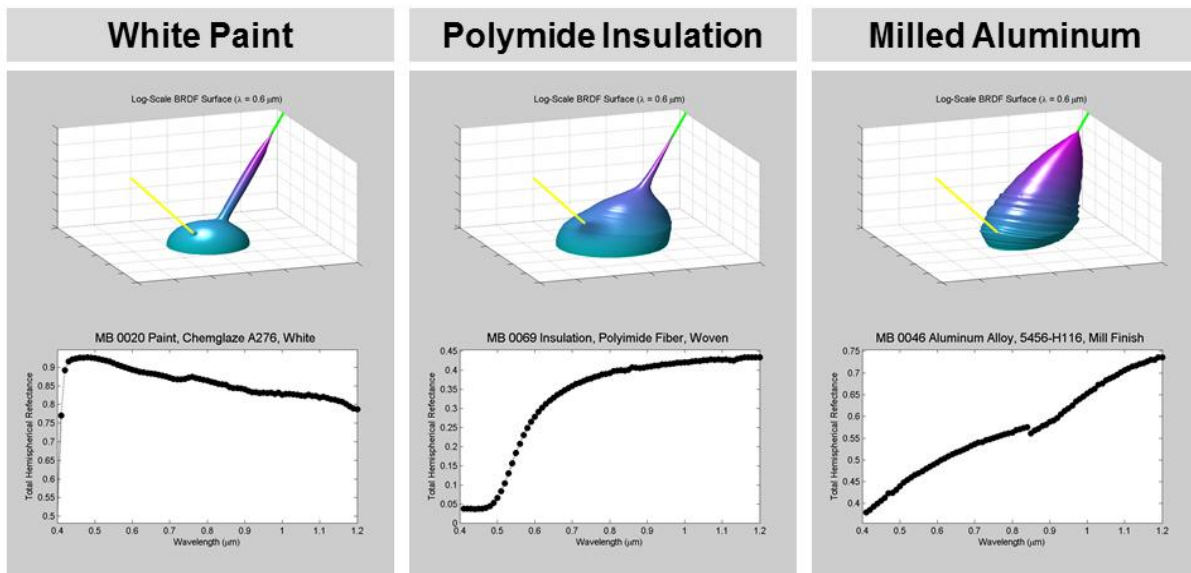 White Paint
Polymide Insulation
Milled Aluminum
Log-Scale BRDF Surface (λ = 0.6 μm)
Log-Scale BRDF Surface (λ = 0.6 μm)
Log-Scale BRDF Surface (λ = 0.6 μm)
MB 0020 Paint, Chemglaze A276, White
Total Hemispherical Refectance
0.9
0.85
0.8
0.75
0.7
0.65
0.6
0.55
0.5
0.4 0.5 0.6 0.7 0.8 0.9 1 1.1 1.2
Wavelength (μm)
MB 0069 Insulation, Polyimide Fiber, Woven
Total Hemispherical Refectance
0.45
0.4
0.35
0.3
0.25
0.2
0.15
0.1
0.05
0
0.4 0.5 0.6 0.7 0.8 0.9 1 1.1 1.2
Wavelength (μm)
MB 0046 Aluminum Alloy, 5456-H116, Mill Finish
Total Hemispherical Refectance
0.75
0.7
0.65
0.6
0.55
0.5
0.45
0.4
0.4 0.5 0.6 0.7 0.8 0.9 1 1.1 1.2
Wavelength (μm)